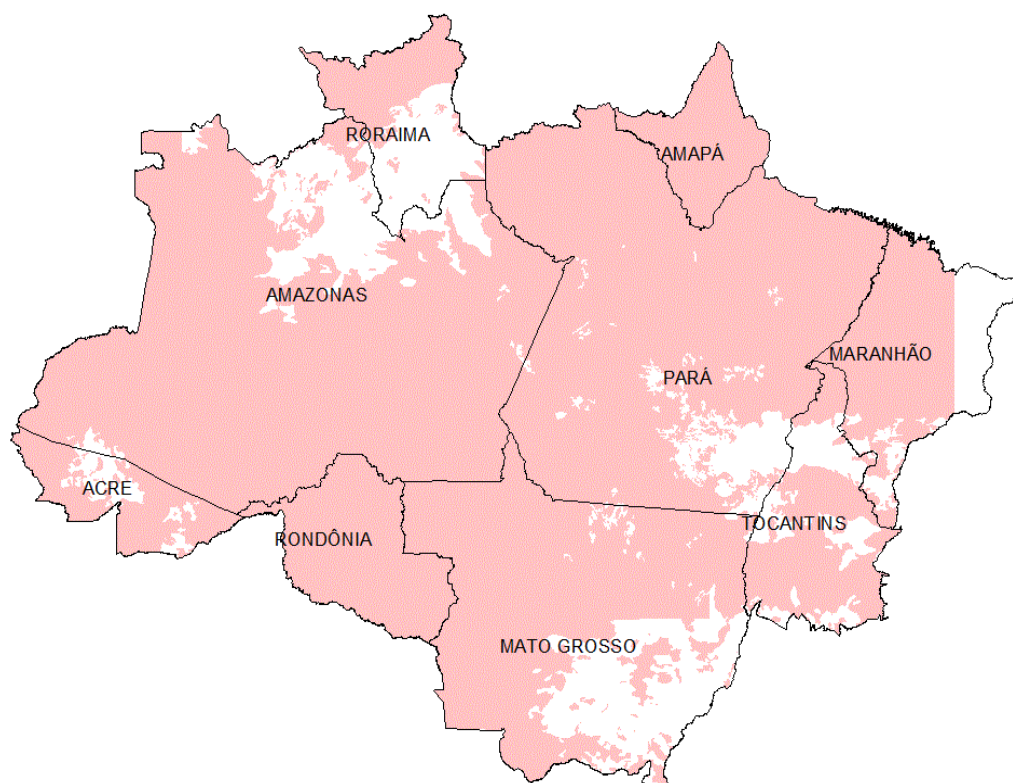 RORAIMA
AMAPÁ
AMAZONAS
MARANHÃO
PARÁ
ACRE
TOCANTINS
RONDÔNIA
MATO GROSSO